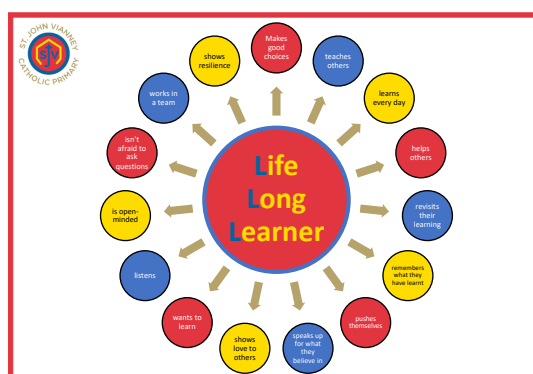 ST. JOHN VIANNEY
SJV
CATHOLIC PRIMARY
Makes
good
choices
teaches
others
learns
every day
helps
others
revisits
their
learning
remembers
what they
have learnt
pushes
themselves
speaks up
for what
they
believe in
shows
love to
others
wants to
learn
listens
is open-
minded
isn't
afraid to
ask
questions
works in
a team
shows
resilience
Life
Long
Learner